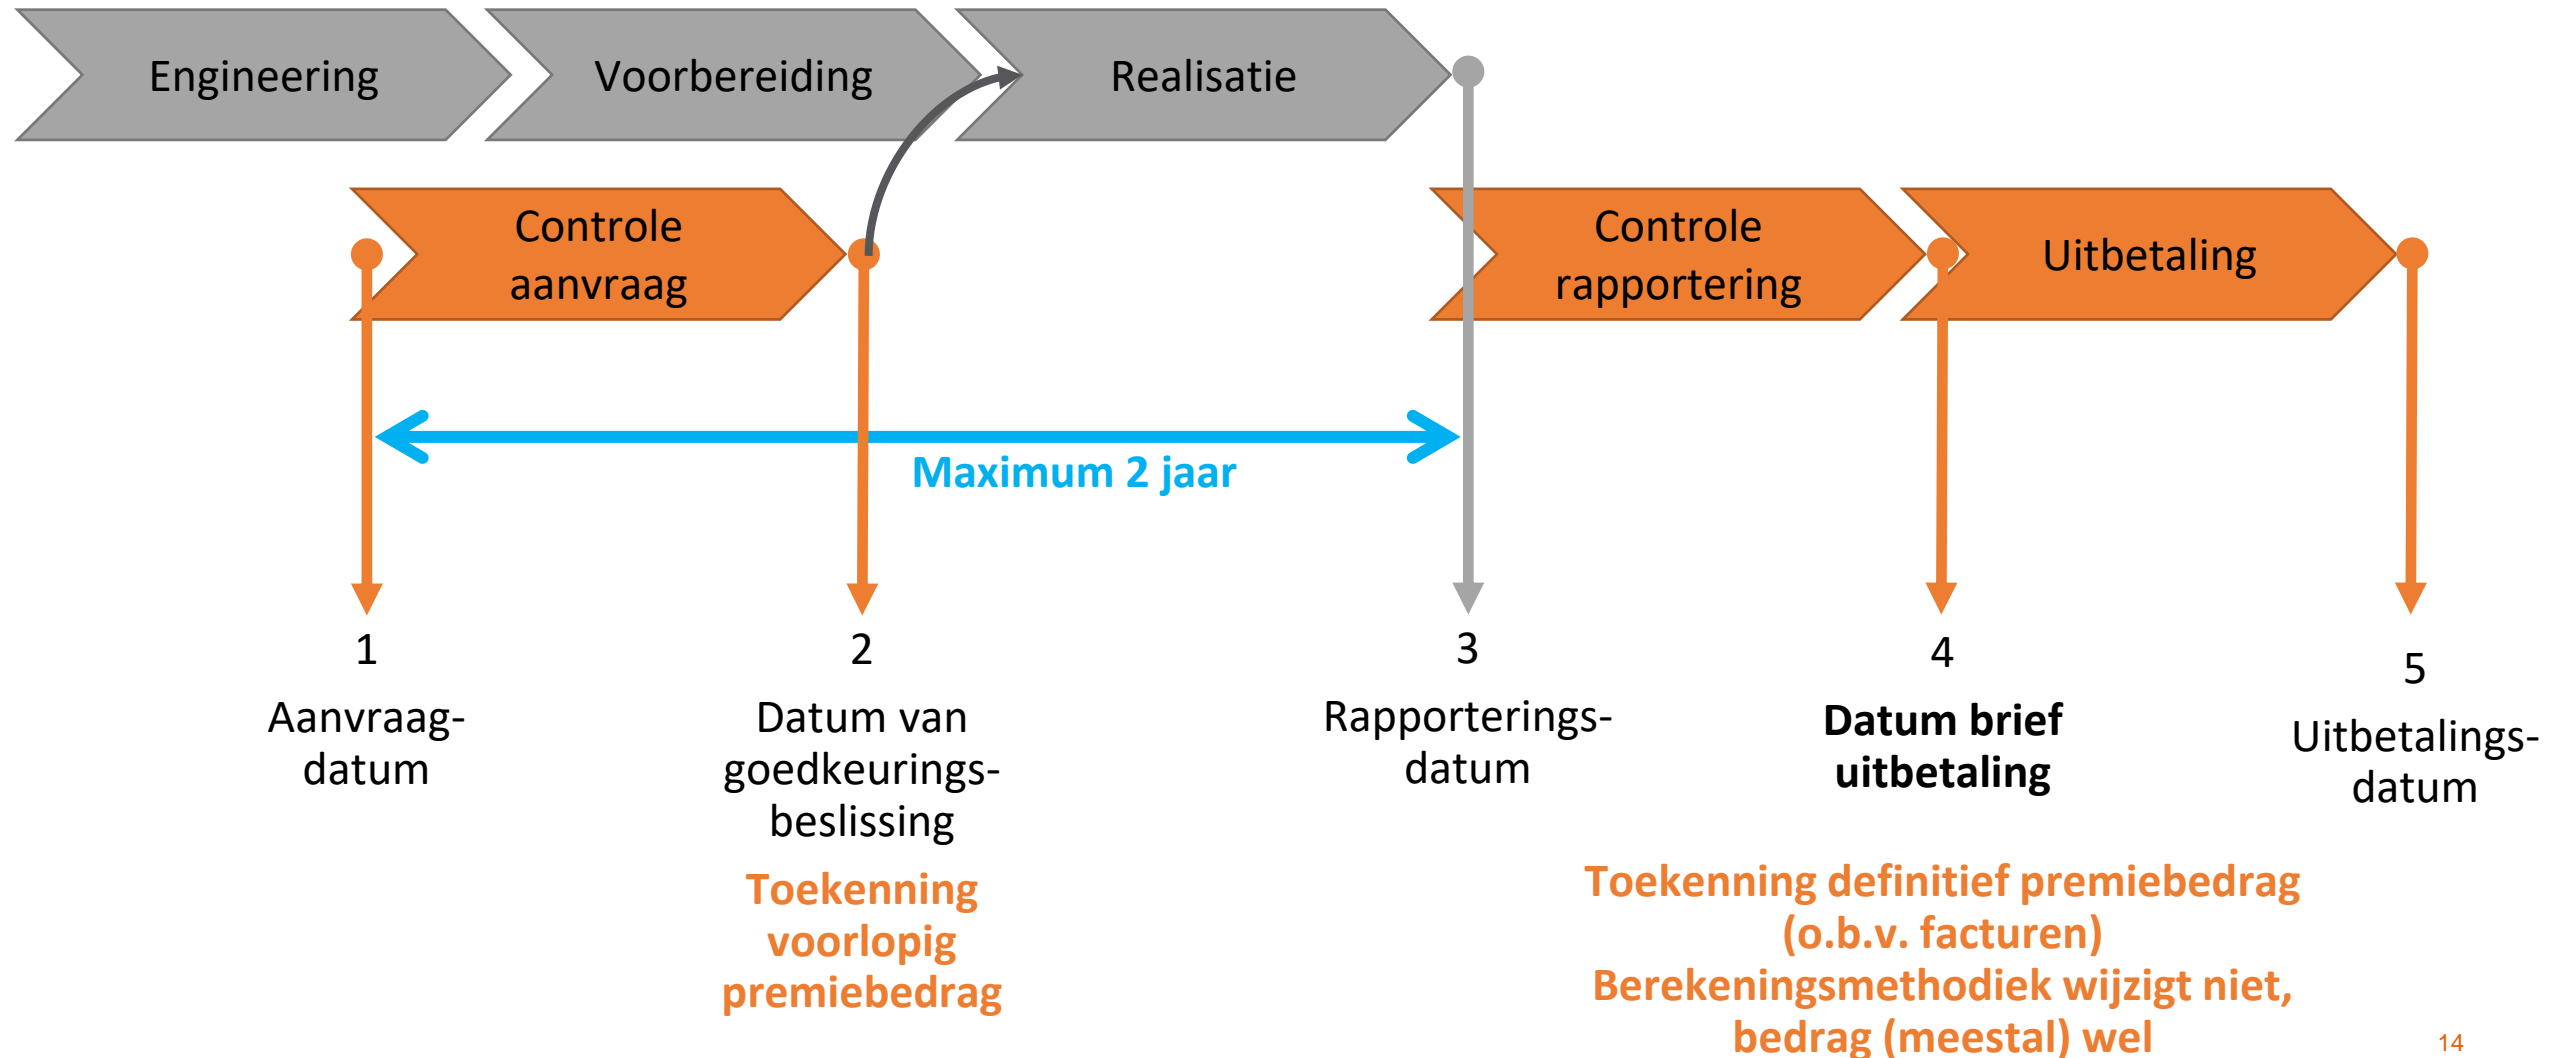 Engineering
Voorbereiding
Realisatie
Controle
aanvraag
Controle
rapportering
Uitbetaling
Maximum 2 jaar
1
Aanvraag-
datum
2
Datum van
goedkeurings-
beslissing
Toekenning
voorlopig
premiebedrag
3
Rapporterings-
datum
4
Datum brief
uitbetaling
Toekenning definitief premiebedrag
(o.b.v. facturen)
Berekeningsmethodiek wijzigt niet,
bedrag (meestal) wel
5
Uitbetalings-
datum
14